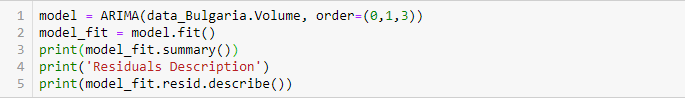 1 model = ARIMA(data_Bulgaria.Volume, order=(0,1,3))
2 model_fit = model.fit()
3 print(model_fit.summary())
4 print('Residuals Description')
5 print(model_fit.resid.describe())